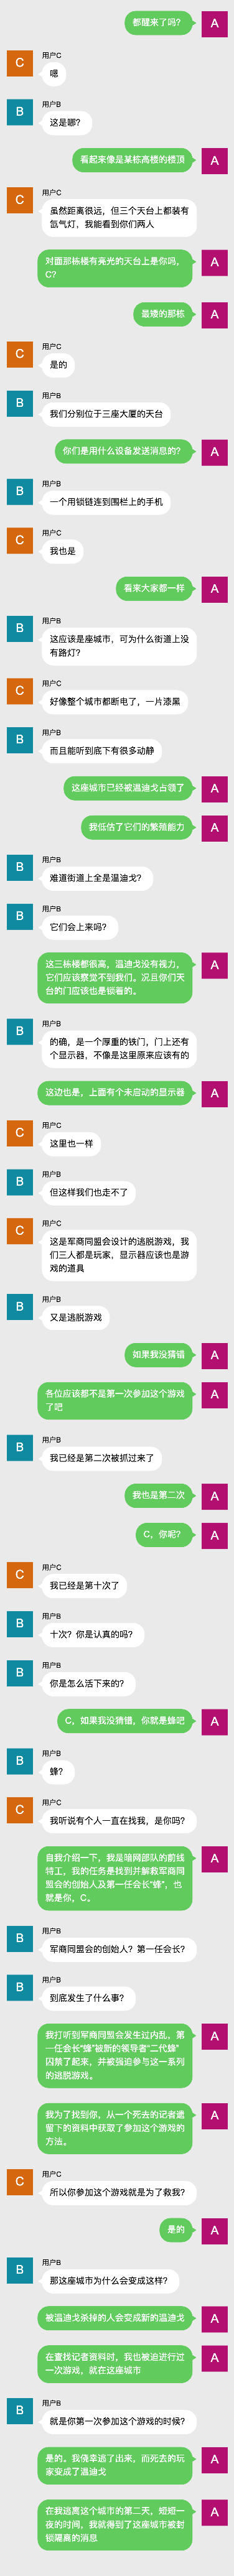 都醒来了吗?
A
用户C
C
嗯
用户B
B
这是哪?
看起来像是某栋高楼的楼顶
A
用户C
C
虽然距离很远，但三个天台上都装有
氙气灯，我能看到你们两人
对面那栋楼有亮光的天台上是你吗，
C?
A
最矮的那栋
A
用户C
C
是的
用户B
B
我们分别位于三座大厦的天台
你们是用什么设备发送消息的?
A
用户B
B
一个用锁链连到围栏上的手机
用户C
C
我也是
看来大家都一样
A
用户B
B
这应该是座城市，可为什么街道上没
有路灯?
用户C
C
好像整个城市都断电了，一片漆黑
用户B
B
而且能听到底下有很多动静
这座城市已经被温迪戈占领了
A
我低估了它们的繁殖能力
A
用户B
B
难道街道上全是温迪戈?
用户B
B
它们会上来吗?
这三栋楼都很高，温迪戈没有视力，
它们应该察觉不到我们。况且你们天
台的门应该也是锁着的。
A
用户B
B
的确，是一个厚重的铁门，门上还有
个显示器，不像是这里原来应该有的
这边也是，上面有个未启动的显示器
A
用户C
C
这里也一样
用户B
B
但这样我们也走不了
用户C
C
这是军商同盟会设计的逃脱游戏，我
们三人都是玩家，显示器应该也是游
戏的道具
用户B
B
又是逃脱游戏
如果我没猜错
A
各位应该都不是第一次参加这个游戏
了吧
A
用户B
B
我已经是第二次被抓过来了
我也是第二次
A
C，你呢?
A
用户C
C
我已经是第十次了
用户B
B
十次? 你是认真的吗?
用户B
B
你是怎么活下来的?
C，如果我没猜错，你就是蜂吧
A
用户B
B
蜂?
用户C
C
我听说有个人一直在找我，是你吗?
自我介绍一下，我是暗网部队的前线
特工，我的任务是找到并解救军商同
盟会的创始人及第一任会长“蜂”，也
就是你，C。
A
用户B
B
军商同盟会的创始人? 第一任会长?
用户B
B
到底发生了什么事?
我打听到军商同盟会发生过内乱，第
一任会长“蜂”被新的领导者“二代蜂”
囚禁了起来，并被强迫参与这一系列
的逃脱游戏。
A
我为了找到你，从一个死去的记者遗
留下的资料中获取了参加这个游戏的
方法。
A
用户C
C
所以你参加这个游戏就是为了救我?
是的
A
用户B
B
那这座城市为什么会变成这样?
被温迪戈杀掉的人会变成新的温迪戈
A
在查找记者资料时，我也被迫进行过
一次游戏，就在这座城市
A
用户B
B
就是你第一次参加这个游戏的时候?
是的。我侥幸逃了出来，而死去的玩
家变成了温迪戈
A
在我逃离这个城市的第二天，短短一
夜的时间，我就得到了这座城市被封
锁隔离的消息
A